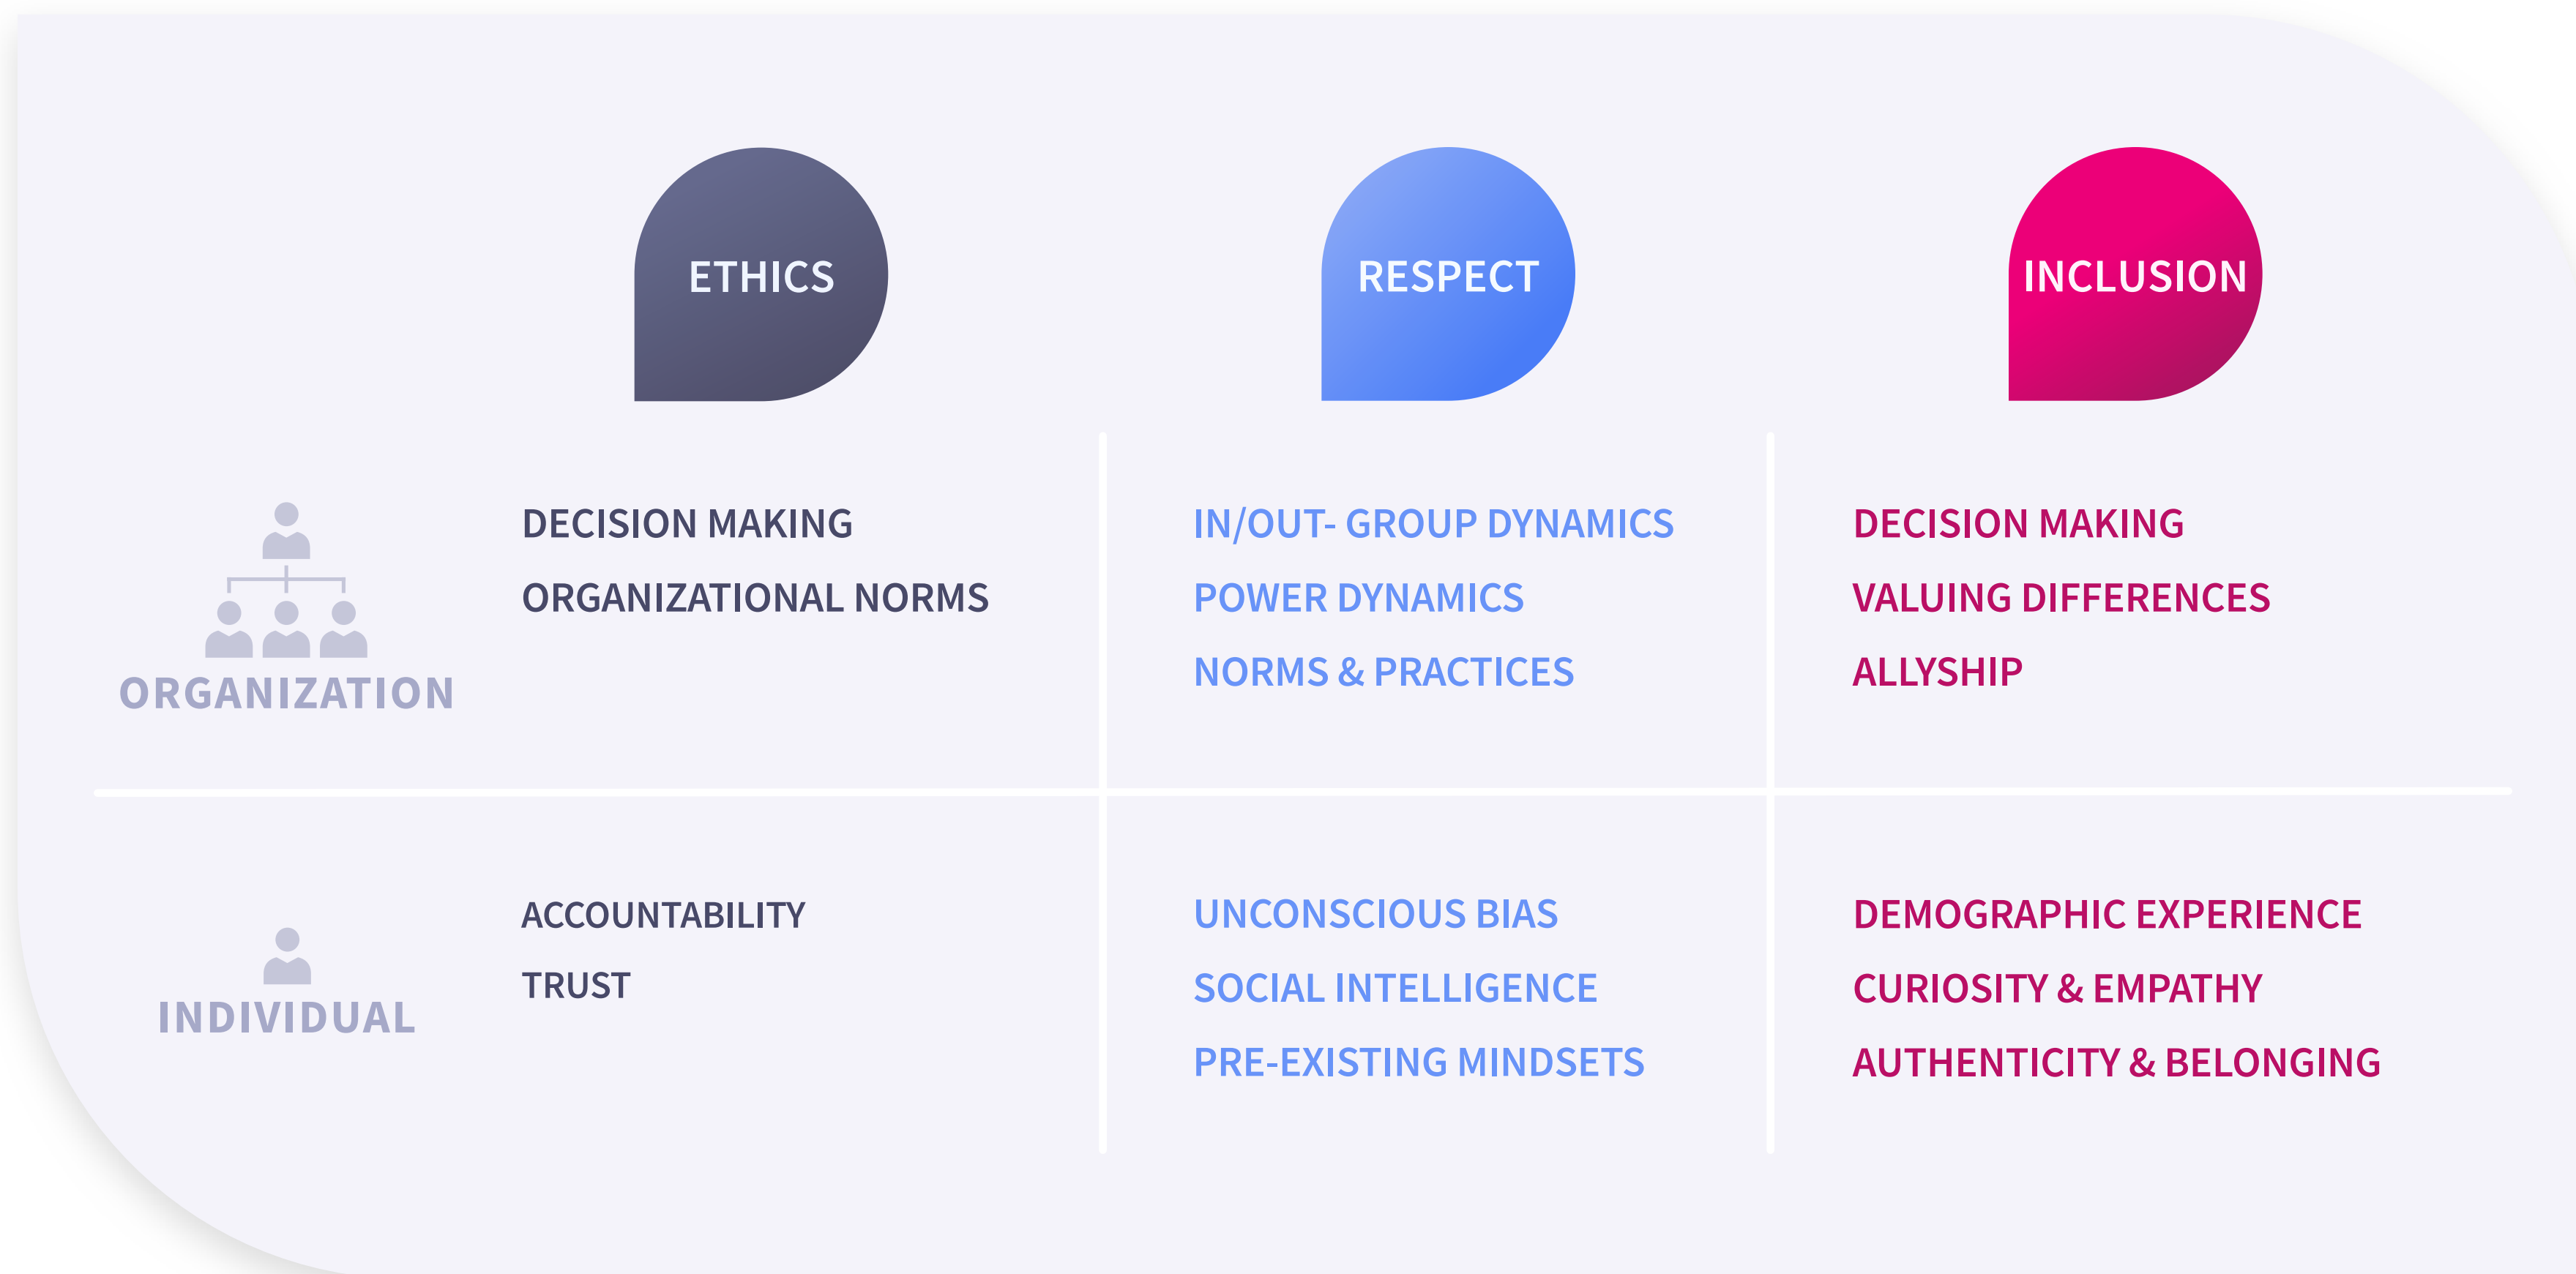 ETHICS
RESPECT
INCLUSION
ORGANIZATION
DECISION MAKING
ORGANIZATIONAL NORMS
IN/OUT- GROUP DYNAMICS
POWER DYNAMICS
NORMS & PRACTICES
DECISION MAKING
VALUING DIFFERENCES
ALLYSHIP
INDIVIDUAL
ACCOUNTABILITY
TRUST
UNCONSCIOUS BIAS
SOCIAL INTELLIGENCE
PRE-EXISTING MINDSETS
DEMOGRAPHIC EXPERIENCE
CURIOSITY & EMPATHY
AUTHENTICITY & BELONGING